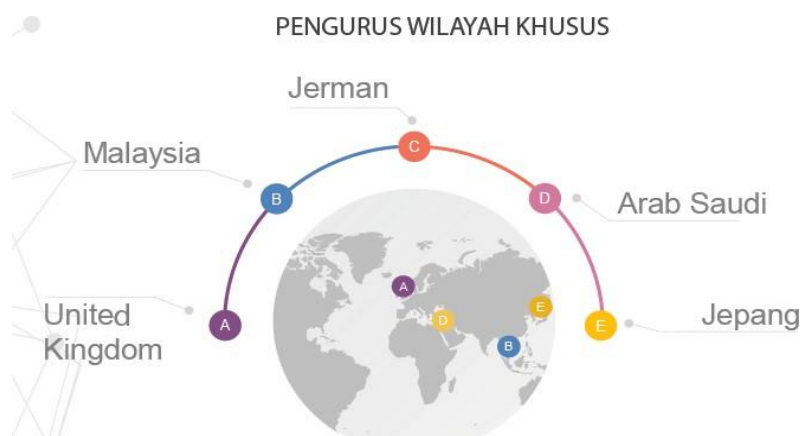 PENGURUS WILAYAH KHUSUS
Jerman
C
Malaysia
B
D
Arab Saudi
A
E
D
B
United
Kingdom
A
E
Jepang